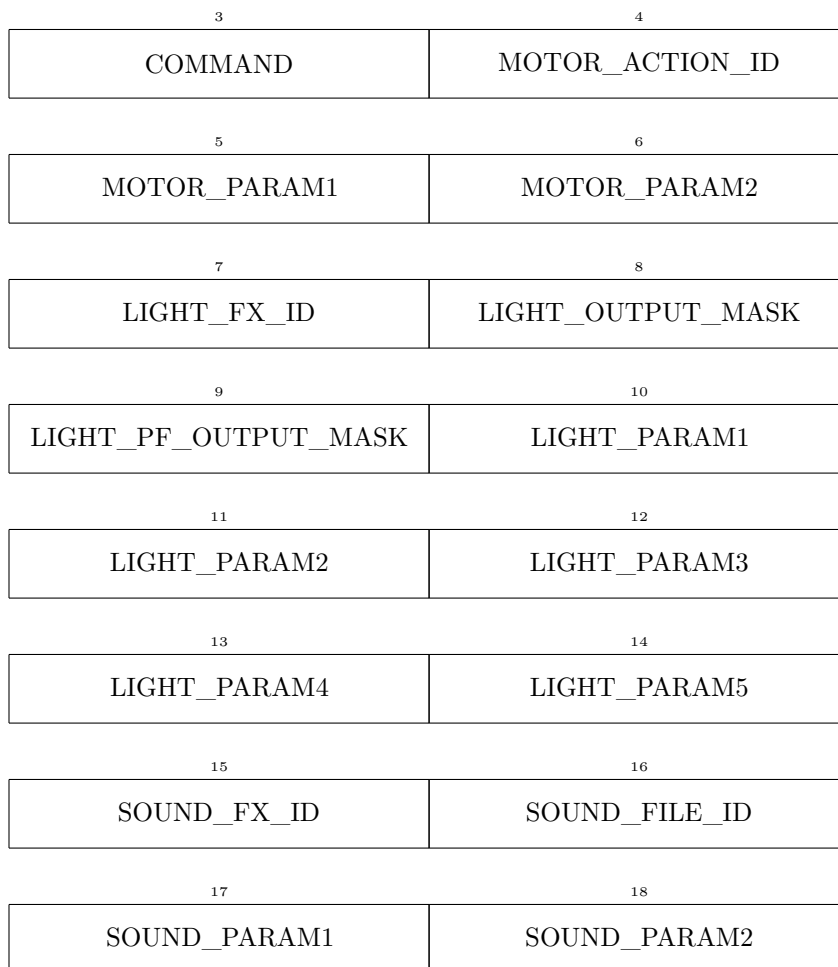 3 4
COMMAND MOTOR_ACTION_ID
5 6
MOTOR_PARAM1 MOTOR_PARAM2
7 8
LIGHT_FX_ID LIGHT_OUTPUT_MASK
9 10
LIGHT_PF_OUTPUT_MASK LIGHT_PARAM1
11 12
LIGHT_PARAM2 LIGHT_PARAM3
13 14
LIGHT_PARAM4 LIGHT_PARAM5
15 16
SOUND_FX_ID SOUND_FILE_ID
17 18
SOUND_PARAM1 SOUND_PARAM2